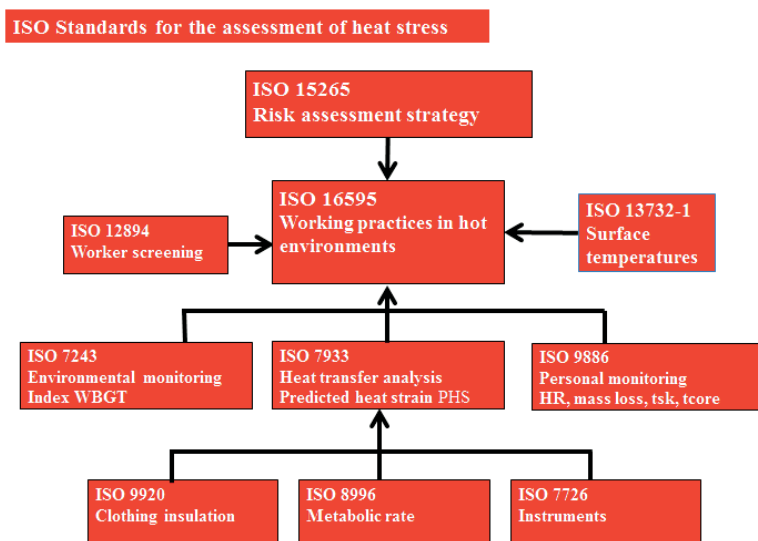 ISO Standards for the assessment of heat stress
ISO 15265
Risk assessment strategy
ISO 16595
Working practices in hot
environments
ISO 12894
Worker screening
ISO 13732-1
Surface
temperatures
ISO 7243
Environmental monitoring
Index WBGT
ISO 7933
Heat transfer analysis
Predicted heat strain PHS
ISO 9886
Personal monitoring
HR, mass loss, tsk, tcore
ISO 9920
Clothing insulation
ISO 8996
Metabolic rate
ISO 7726
Instruments